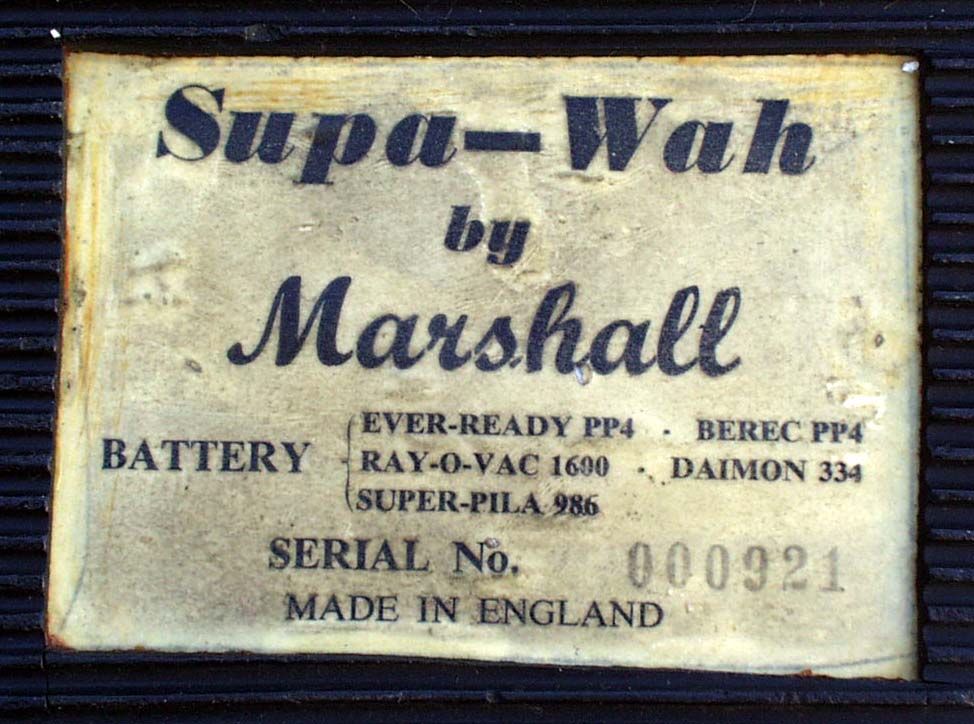 Supa-Wah
by
Marshall
BATTERY
EVER-READY PP4 · BEREC PP4
RAY-O-VAC 1600 · DAIMON 334
SUPER-PILA 986
SERIAL No. 000921
MADE IN ENGLAND